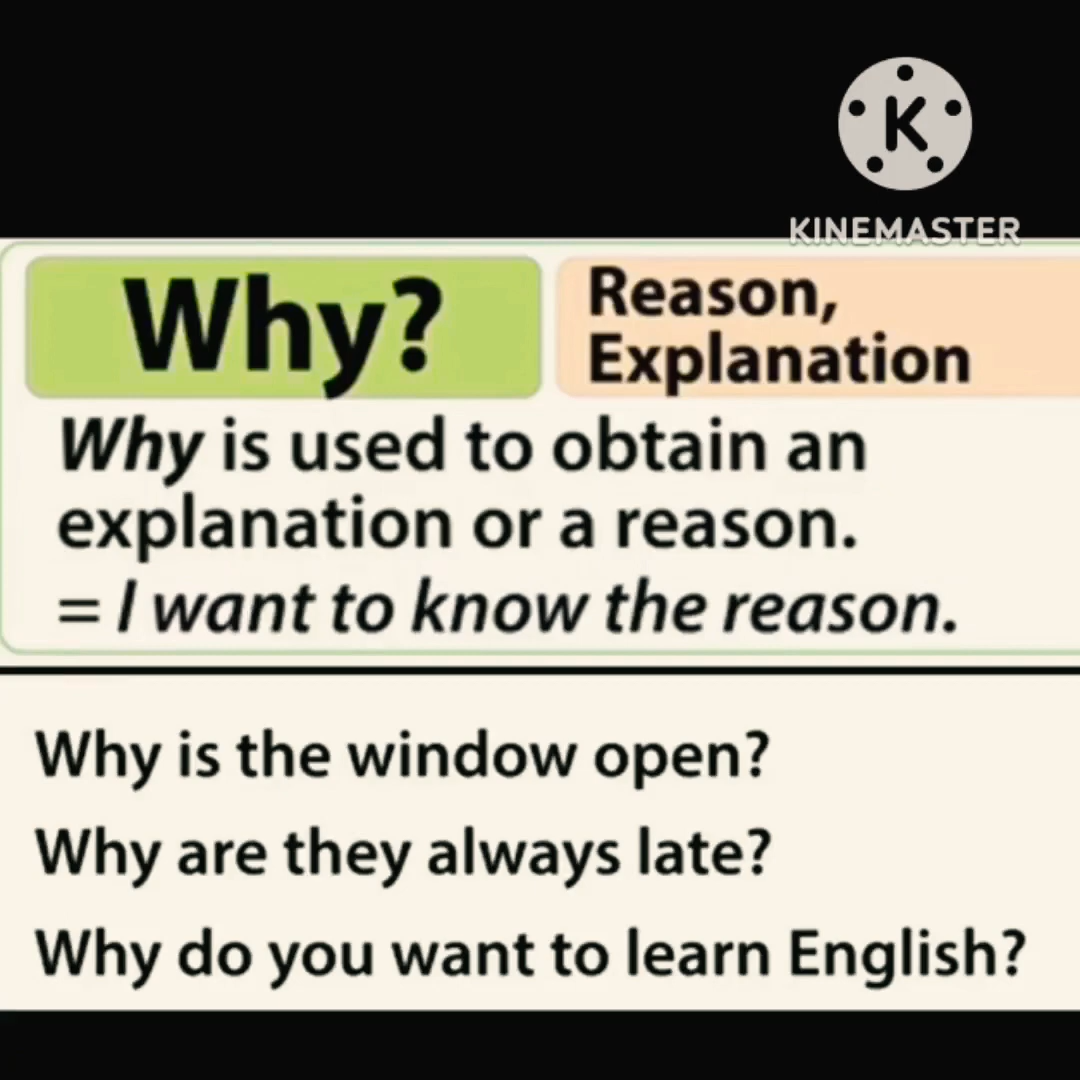 K
KINEMASTER
Why?
Reason,
Explanation
Why is used to obtain an
explanation or a reason.
= I want to know the reason.
Why is the window open?
Why are they always late?
Why do you want to learn English?